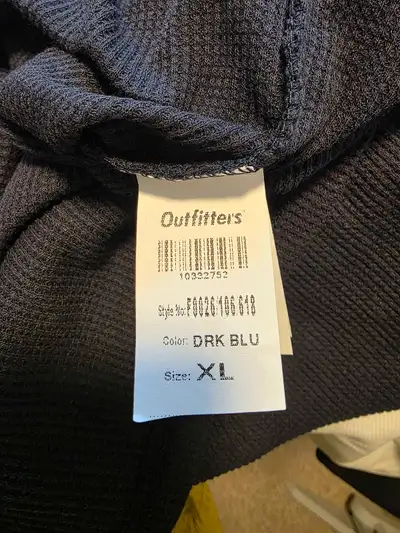 Outfitters
10332752
Style No: F0026/106.618
Color: DRK BLU
Size: XL